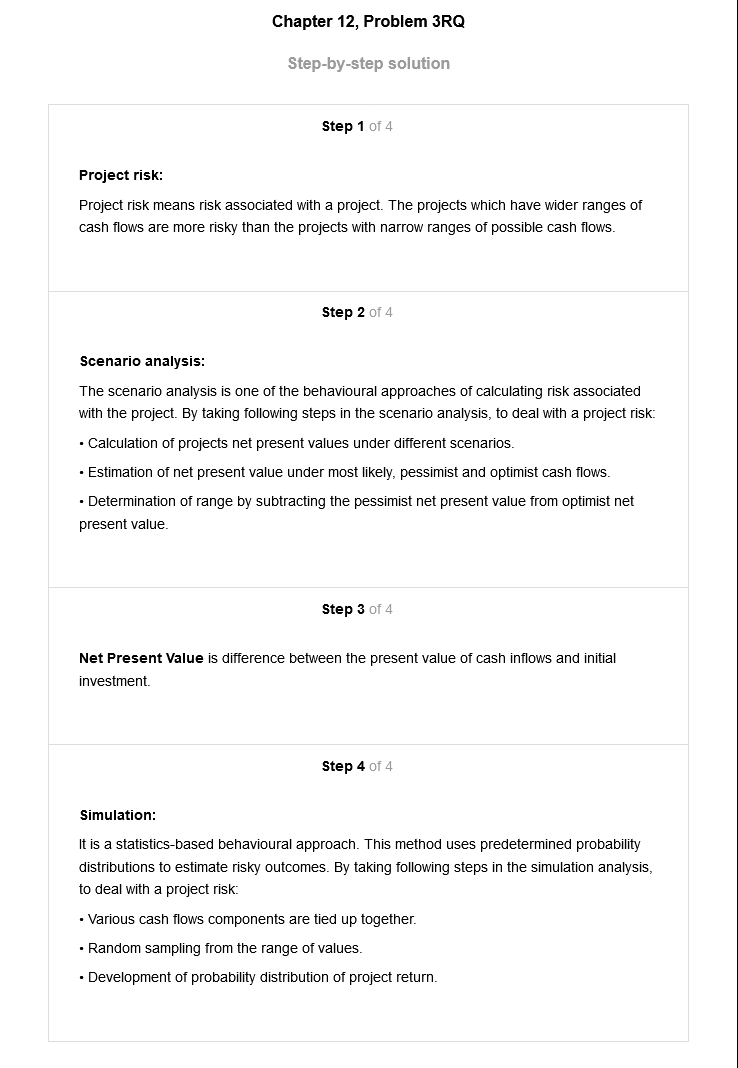 Chapter 12, Problem 3RQ
Step-by-step solution
Step 1 of 4
Project risk:
Project risk means risk associated with a project. The projects which have wider ranges of
cash flows are more risky than the projects with narrow ranges of possible cash flows.
Step 2 of 4
Scenario analysis:
The scenario analysis is one of the behavioural approaches of calculating risk associated
with the project. By taking following steps in the scenario analysis, to deal with a project risk:
• Calculation of projects net present values under different scenarios.
• Estimation of net present value under most likely, pessimist and optimist cash flows.
• Determination of range by subtracting the pessimist net present value from optimist net
present value.
Step 3 of 4
Net Present Value is difference between the present value of cash inflows and initial
investment.
Step 4 of 4
Simulation:
It is a statistics-based behavioural approach. This method uses predetermined probability
distributions to estimate risky outcomes. By taking following steps in the simulation analysis,
to deal with a project risk:
• Various cash flows components are tied up together.
• Random sampling from the range of values.
• Development of probability distribution of project return.